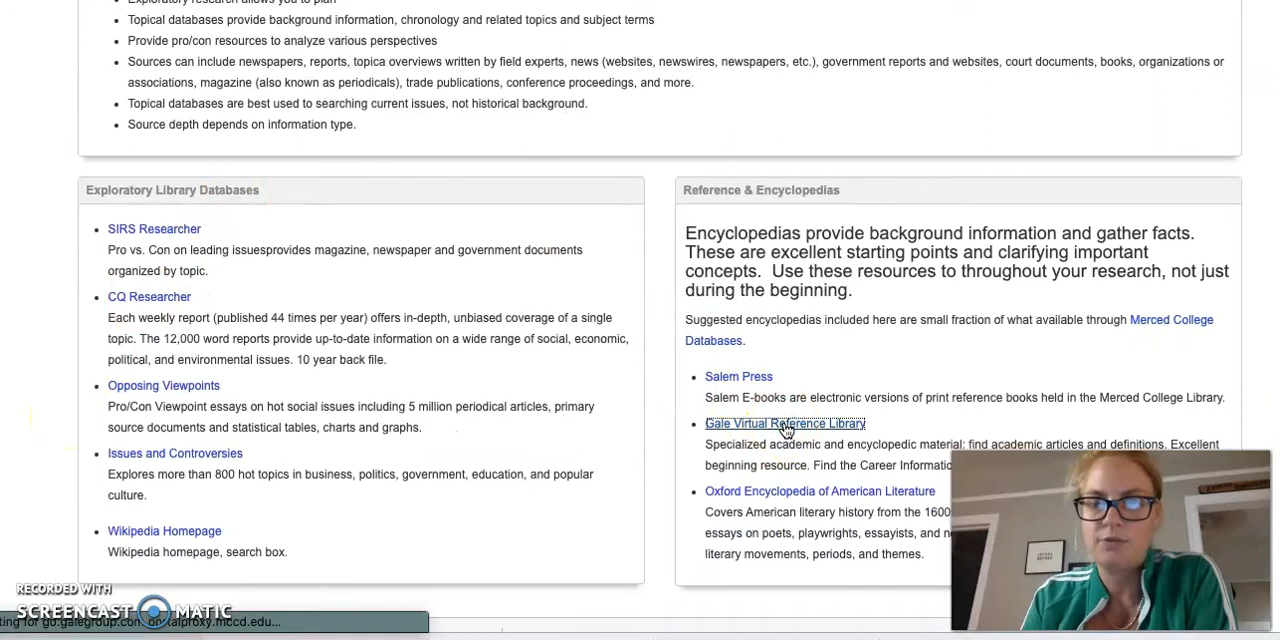 Topical databases provide background information, chronology and related topics and subject terms
Provide pro/con resources to analyze various perspectives
Sources can include newspapers, reports, topica overviews written by field experts, news (websites, newswires, newspapers, etc.), government reports and websites, court documents, books, organizations or
associations, magazine (also known as periodicals), trade publications, conference proceedings, and more.
Topical databases are best used to searching current issues, not historical background.
Source depth depends on information type.
Exploratory Library Databases
SIRS Researcher
Pro vs. Con on leading issuesprovides magazine, newspaper and government documents
organized by topic.
CQ Researcher
Each weekly report (published 44 times per year) offers in-depth, unbiased coverage of a single
topic. The 12,000 word reports provide up-to-date information on a wide range of social, economic,
political, and environmental issues. 10 year back file.
Opposing Viewpoints
Pro/Con Viewpoint essays on hot social issues including 5 million periodical articles, primary
source documents and statistical tables, charts and graphs.
Issues and Controversies
Explores more than 800 hot topics in business, politics, government, education, and popular
culture.
Wikipedia Homepage
Wikipedia homepage, search box.
Reference & Encyclopedias
Encyclopedias provide background information and gather facts.
These are excellent starting points and clarifying important
concepts. Use these resources to throughout your research, not just
during the beginning.
Suggested encyclopedias included here are small fraction of what available through Merced College
Databases.
Salem Press
Salem E-books are electronic versions of print reference books held in the Merced College Library.
Gale Virtual Reference Library
Specialized academic and encyclopedic material: find academic articles and definitions. Excellent
beginning resource. Find the Career Informatio
Oxford Encyclopedia of American Literature
Covers American literary history from the 1600
essays on poets, playwrights, essayists, and
literary movements, periods, and themes.
RECORDED WITH
SCREENCAST MATIC